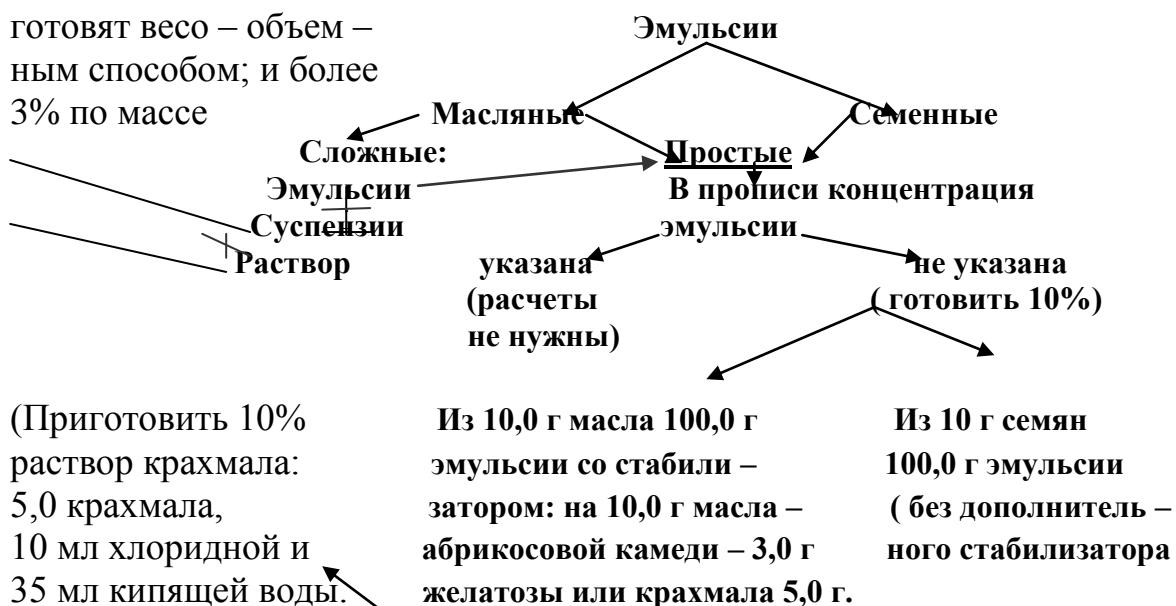 готовят весо – объем –
ным способом; и более
3% по массе
Эмульсии
Масляные Семенные
Сложные: Простые
Эмульсии В прописи концентрация
Суспензии эмульсии
Раствор указана не указана
(расчеты ( готовить 10%)
не нужны)
(Приготовить 10% Из 10,0 г масла 100,0 г Из 10 г семян
раствор крахмала: эмульсии со стабили – 100,0 г эмульсии
5,0 крахмала, затором: на 10,0 г масла – ( без дополнитель –
10 мл хлоридной и абрикосовой камеди – 3,0 г ного стабилизатора
35 мл кипящей воды. желатозы или крахмала 5,0 г.